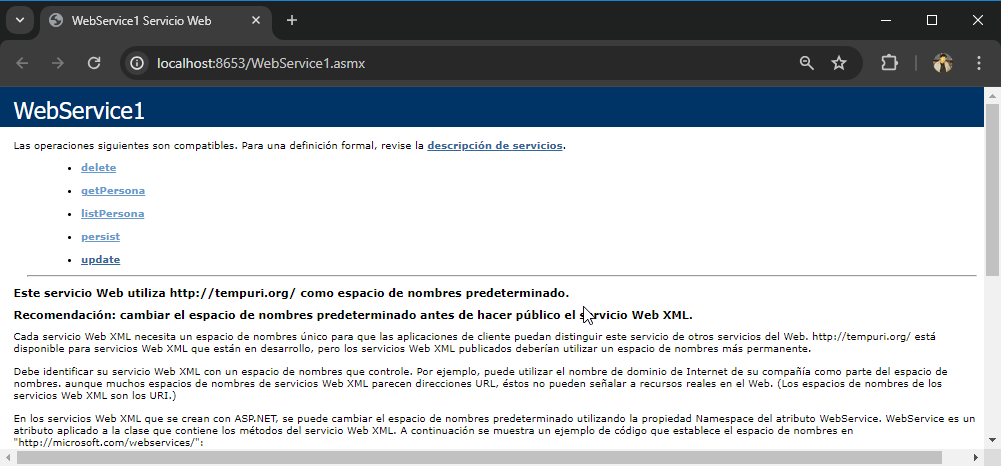 WebService1 Servicio Web
localhost:8653/WebService1.asmx
WebService1
Las operaciones siguientes son compatibles. Para una definición formal, revise la descripción de servicios.
delete
getPersona
listPersona
persist
update
Este servicio Web utiliza http://tempuri.org/ como espacio de nombres predeterminado.
Recomendación: cambiar el espacio de nombres predeterminado antes de hacer público el servicio Web XML.
Cada servicio Web XML necesita un espacio de nombres único para que las aplicaciones de cliente puedan distinguir este servicio de otros servicios del Web. http://tempuri.org/ está
disponible para servicios Web XML que están en desarrollo, pero los servicios Web XML publicados deberían utilizar un espacio de nombres más permanente.
Debe identificar su servicio Web XML con un espacio de nombres que controle. Por ejemplo, puede utilizar el nombre de dominio de Internet de su compañía como parte del espacio de
nombres. aunque muchos espacios de nombres de servicios Web XML parecen direcciones URL, éstos no pueden señalar a recursos reales en el Web. (Los espacios de nombres de los
servicios Web XML son los URI.)
En los servicios Web XML que se crean con ASP.NET, se puede cambiar el espacio de nombres predeterminado utilizando la propiedad Namespace del atributo WebService. WebService es un
atributo aplicado a la clase que contiene los métodos del servicio Web XML. A continuación se muestra un ejemplo de código que establece el espacio de nombres en
"http://microsoft.com/webservices/":